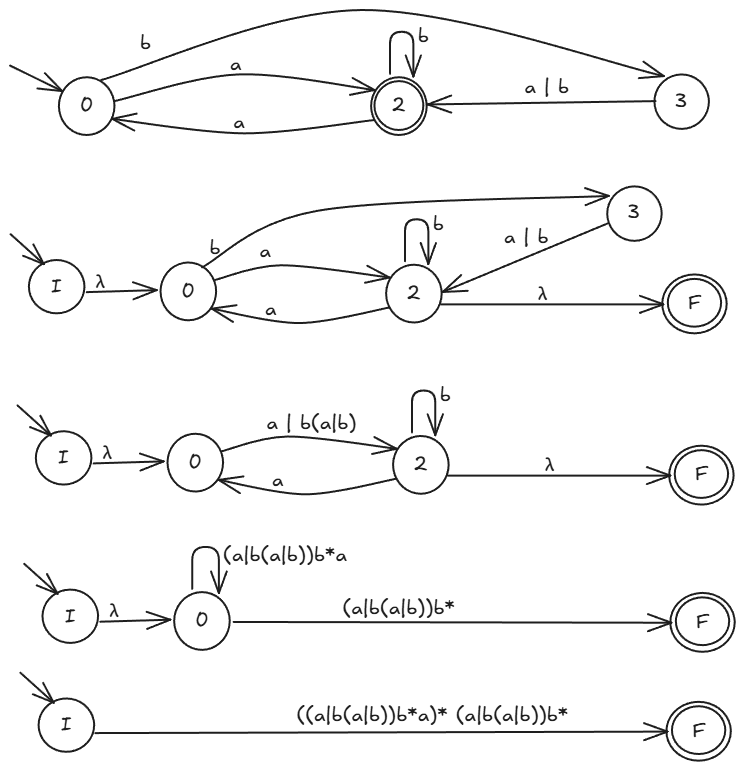 b
a
b
0
2
3
a | b
a
3
b
a
b
a | b
I
λ
0
2
λ
F
a
a | b(a|b)
b
I
λ
0
2
λ
F
a
(a|b(a|b))b*a
I
λ
0
(a|b(a|b))b*
F
I
((a|b(a|b))b*a)* (a|b(a|b))b*
F